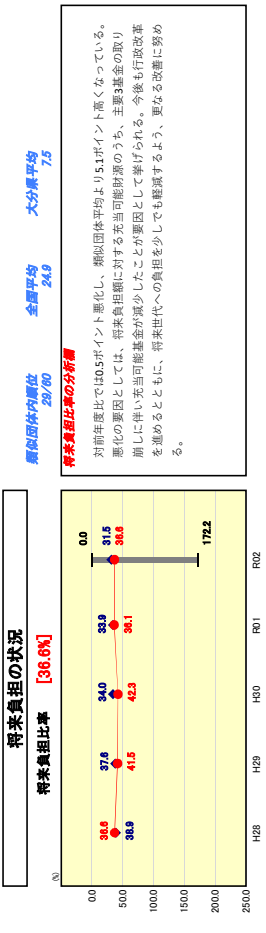 将来負担の状況
将来負担比率 [36.6%]
(%)
0.0
50.0
100.0
150.0
200.0
250.0
36.6
38.9
37.6
41.5
34.0
42.3
33.9
36.1
0.0
31.5
36.6
172.2
H28
H29
H30
R01
R02
類似団体内順位
29/60
全国平均
24.9
大分県平均
7.5
将来負担比率の分析欄
対前年度比では0.5ポイント悪化し、類似団体平均より5.1ポイント高くなっている。
悪化の要因としては、将来負担額に対する充当可能財源のうち、主要3基金の取り
崩しに伴い充当可能基金が減少したことが要因として挙げられる。今後も行政改革
を進めるとともに、将来世代への負担を少しでも軽減するよう、更なる改善に努め
る。